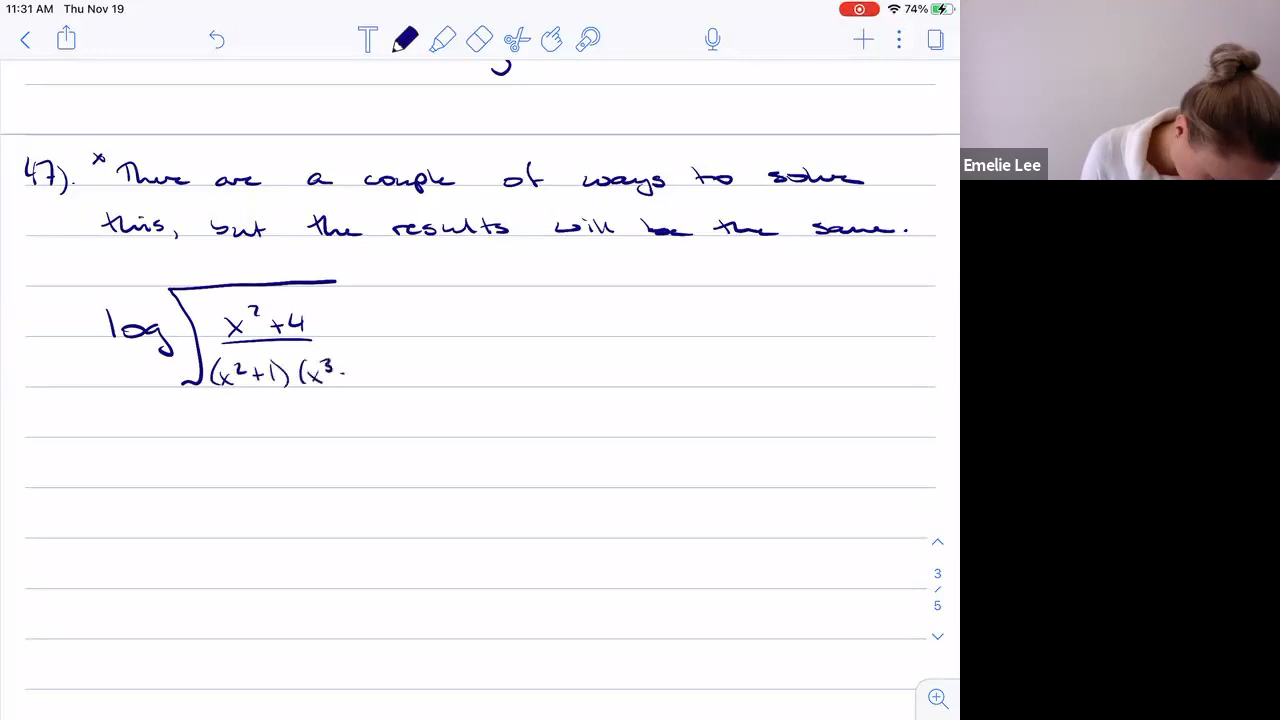 11:31 AM Thu Nov 19
74%
T
Emelie Lee
47). * There are a couple of ways to solve
this, but the results will be the same.
log √ x² + 4
(x² + 1) (x³ -
3
/
5